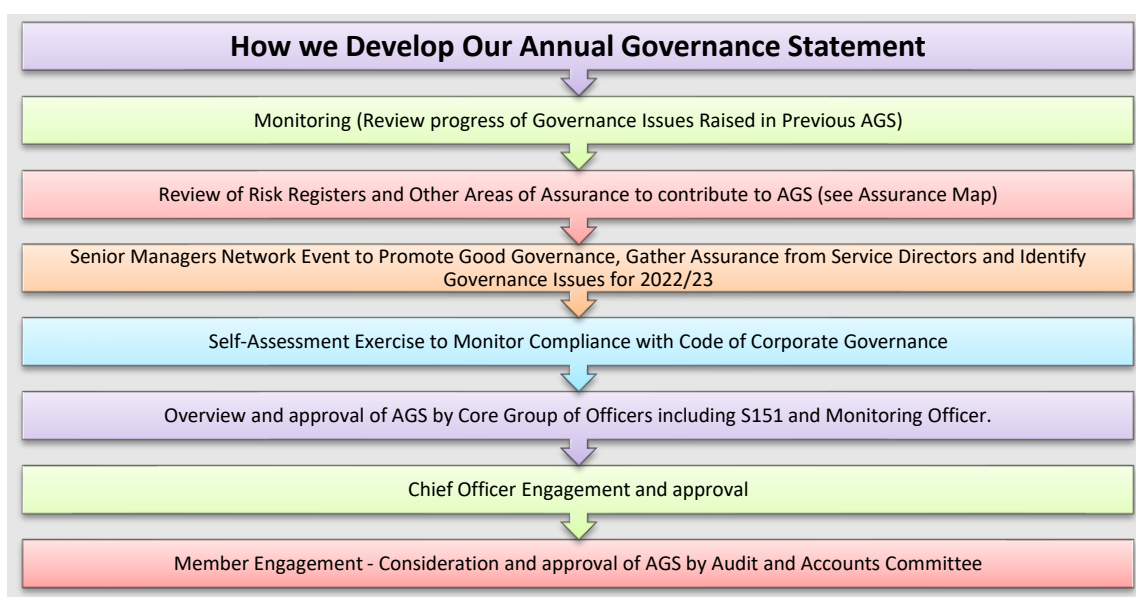 How we Develop Our Annual Governance Statement
Monitoring (Review progress of Governance Issues Raised in Previous AGS)
Review of Risk Registers and Other Areas of Assurance to contribute to AGS (see Assurance Map)
Senior Managers Network Event to Promote Good Governance, Gather Assurance from Service Directors and Identify
Governance Issues for 2022/23
Self-Assessment Exercise to Monitor Compliance with Code of Corporate Governance
Overview and approval of AGS by Core Group of Officers including S151 and Monitoring Officer.
Chief Officer Engagement and approval
Member Engagement - Consideration and approval of AGS by Audit and Accounts Committee